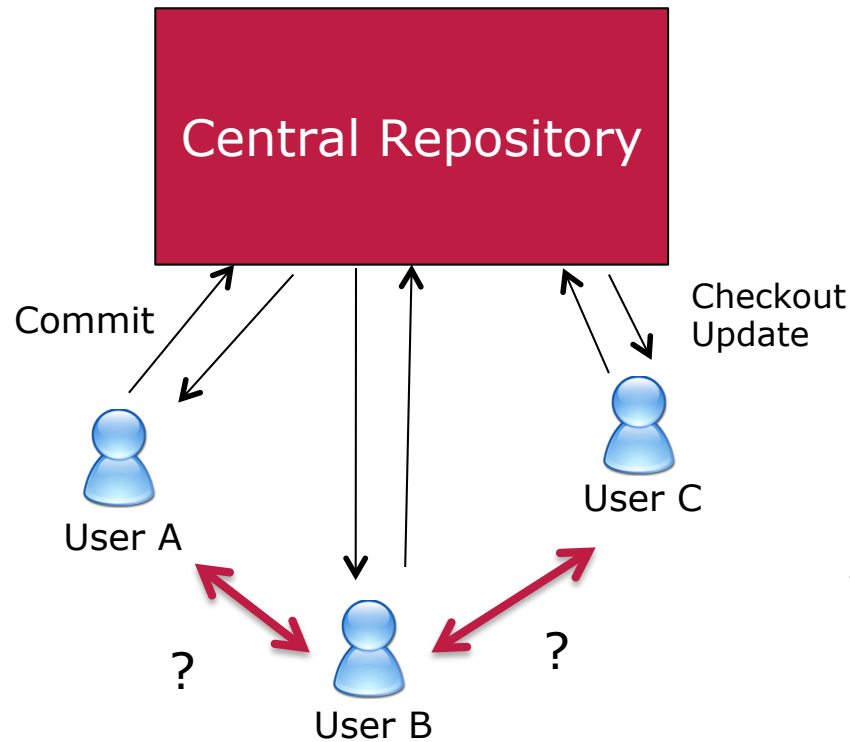 Central Repository
Commit
Checkout
Update
User A
User C
?
?
User B